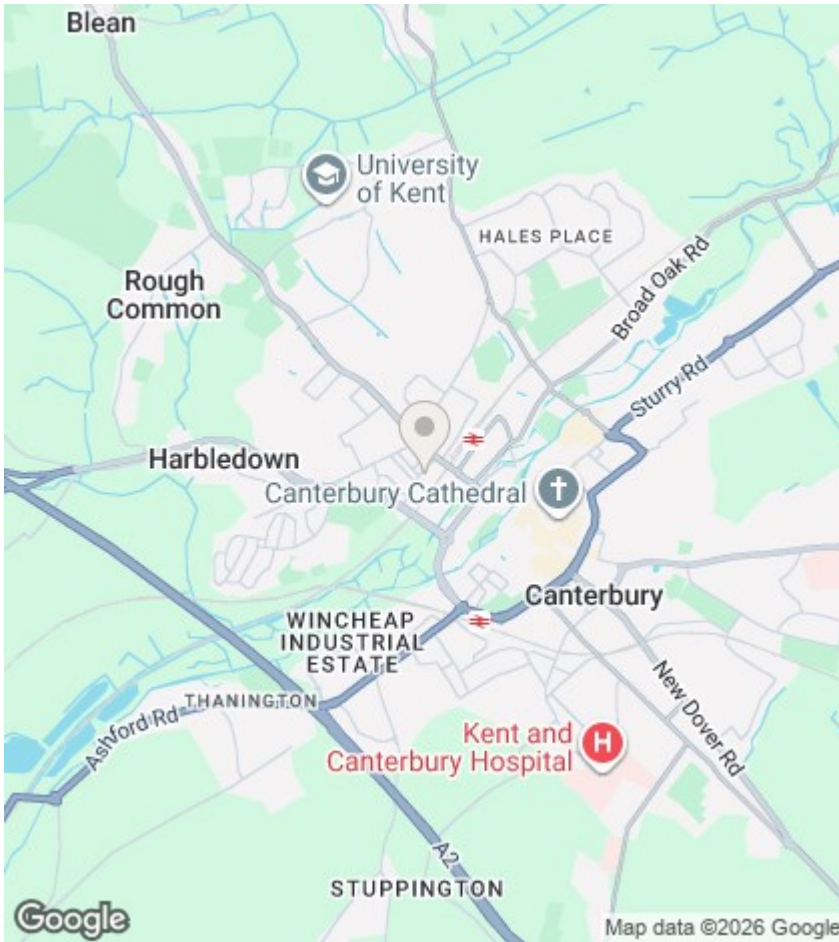 Blean
University
of Kent
HALES PLACE
Broad Oak Rd
Rough
Common
Sturry Rd
Harbledown
Canterbury Cathedral
Canterbury
WINCHEAP
INDUSTRIAL
ESTATE
THANINGTON
Ashford Rd
New Dover Rd
Kent and
Canterbury Hospital
H
A2
STUPPINGTON
Google
Map data ©2026 Google